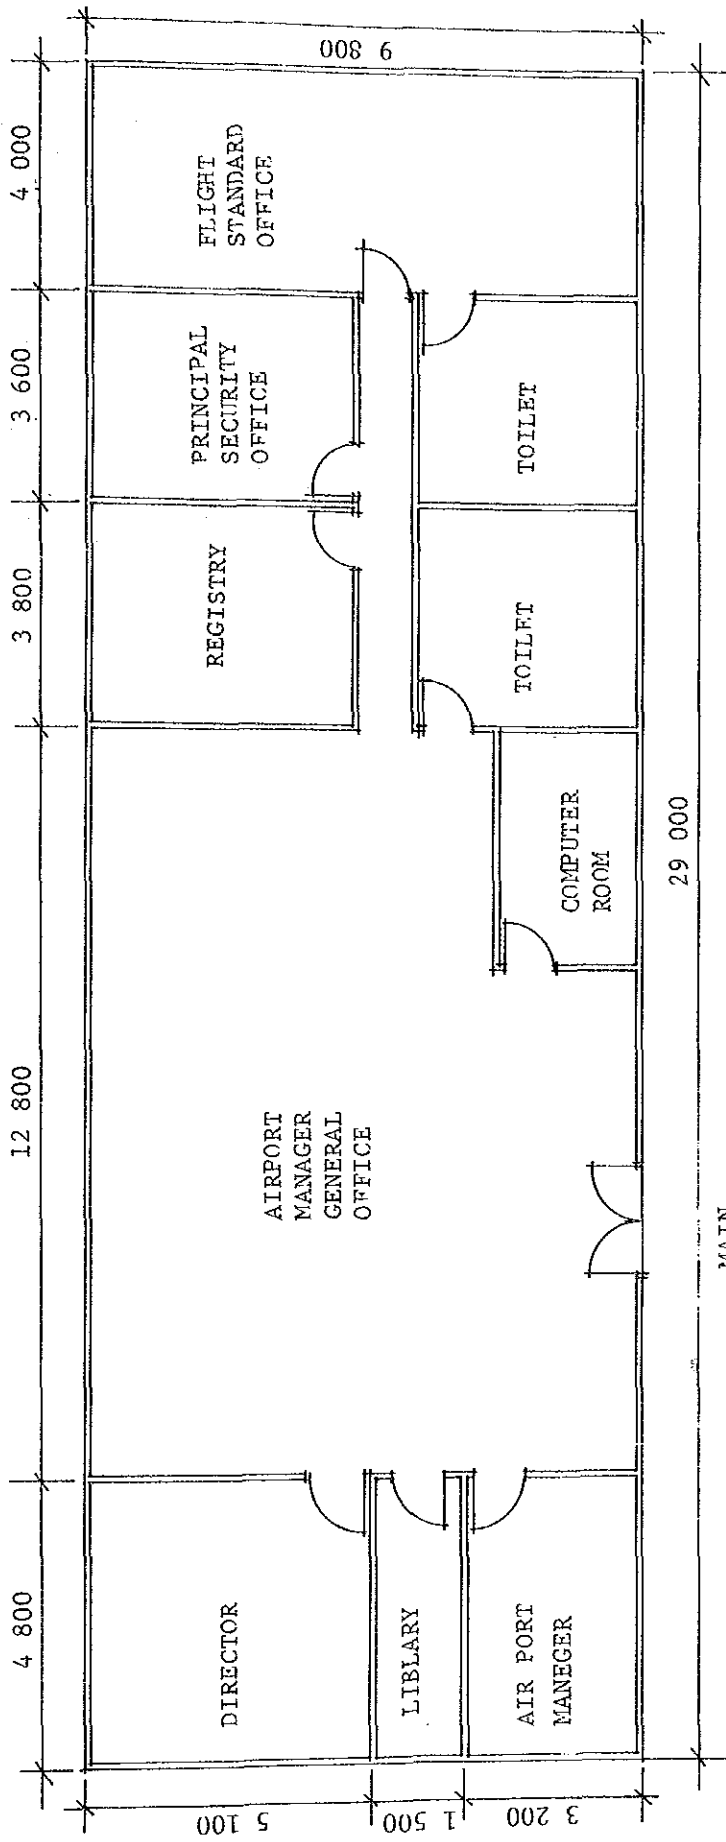 4 800
12 800
3 800
3 600
4 000
DIRECTOR
AIRPORT
MANAGER
GENERAL
OFFICE
REGISTRY
PRINCIPAL
SECURITY
OFFICE
FLIGHT
STANDARD
OFFICE
LIBLARY
AIR PORT
MANEGER
COMPUTER
ROOM
TOILET
TOILET
5 100
1 500
3 200
9 800
29 000
MAIN